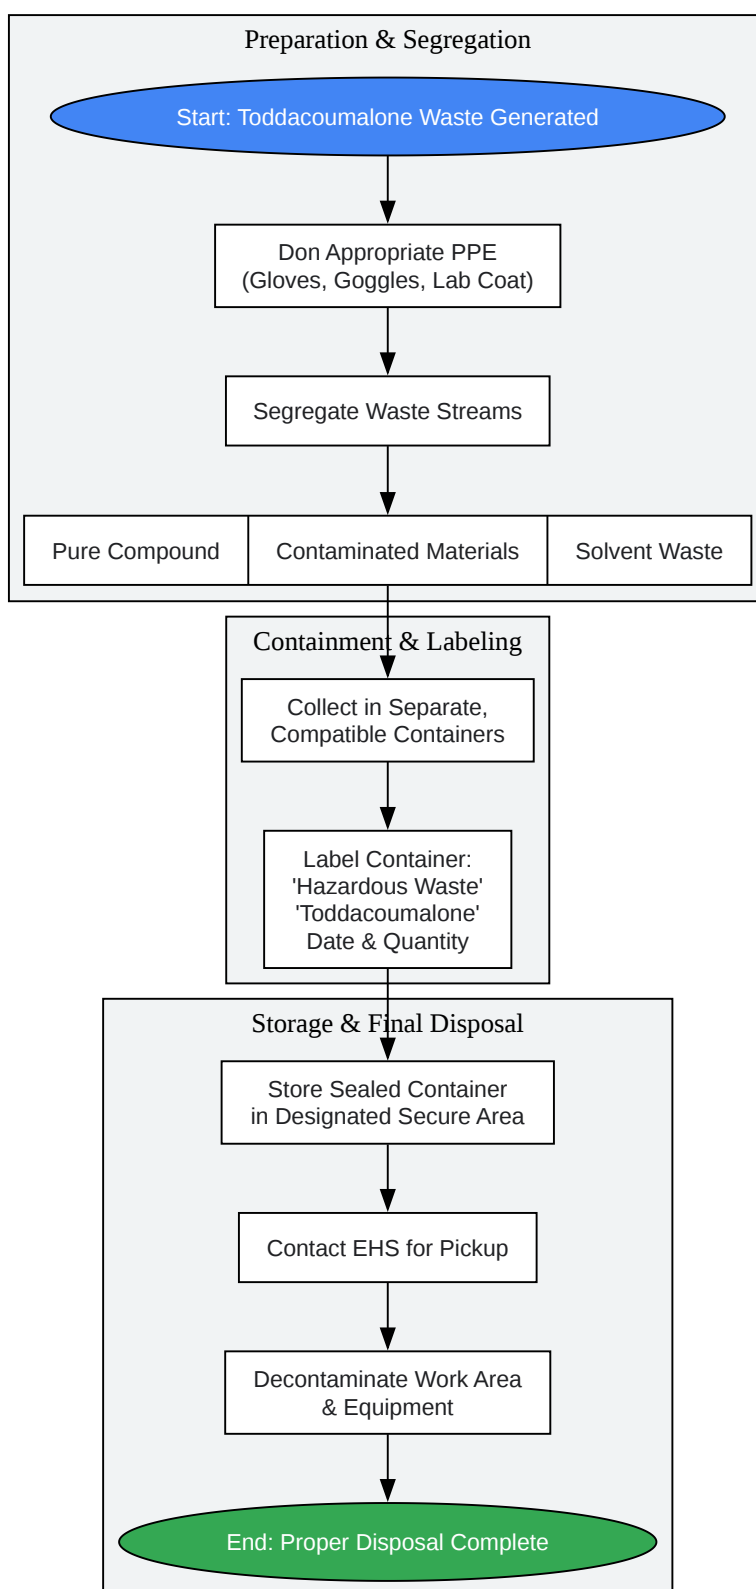 Preparation & Segregation
Start: Toddacoumalone Waste Generated
Don Appropriate PPE
(Gloves, Goggles, Lab Coat)
Segregate Waste Streams
Pure Compound
Contaminated Materials
Solvent Waste
Containment & Labeling
Collect in Separate,
Compatible Containers
Label Container:
'Hazardous Waste'
'Toddacoumalone'
Date & Quantity
Storage & Final Disposal
Store Sealed Container
in Designated Secure Area
Contact EHS for Pickup
Decontaminate Work Area
& Equipment
End: Proper Disposal Complete